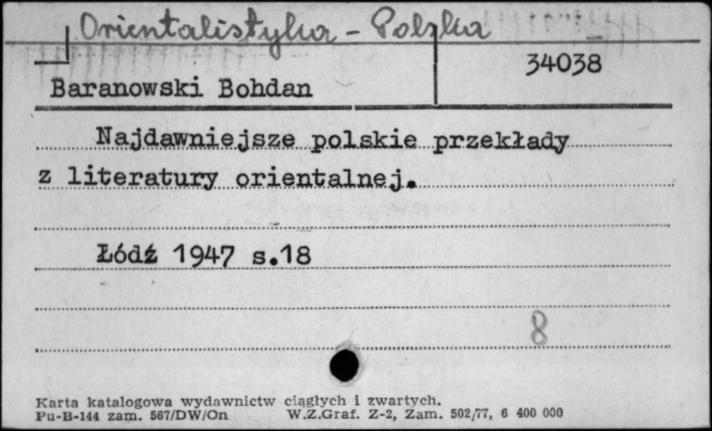 Orientalistyka - Polska
34038
Baranowski Bohdan
Najdawniejsze polskie przekłady
z literatury orientalnej.
Łódź 1947 s.18
8
Karta katalogowa wydawnictw ciągłych i zwartych.
Pu-B-144 zam. 567/DW/On W.Z.Graf. Z-2, Zam. 502/77, 6 400 000